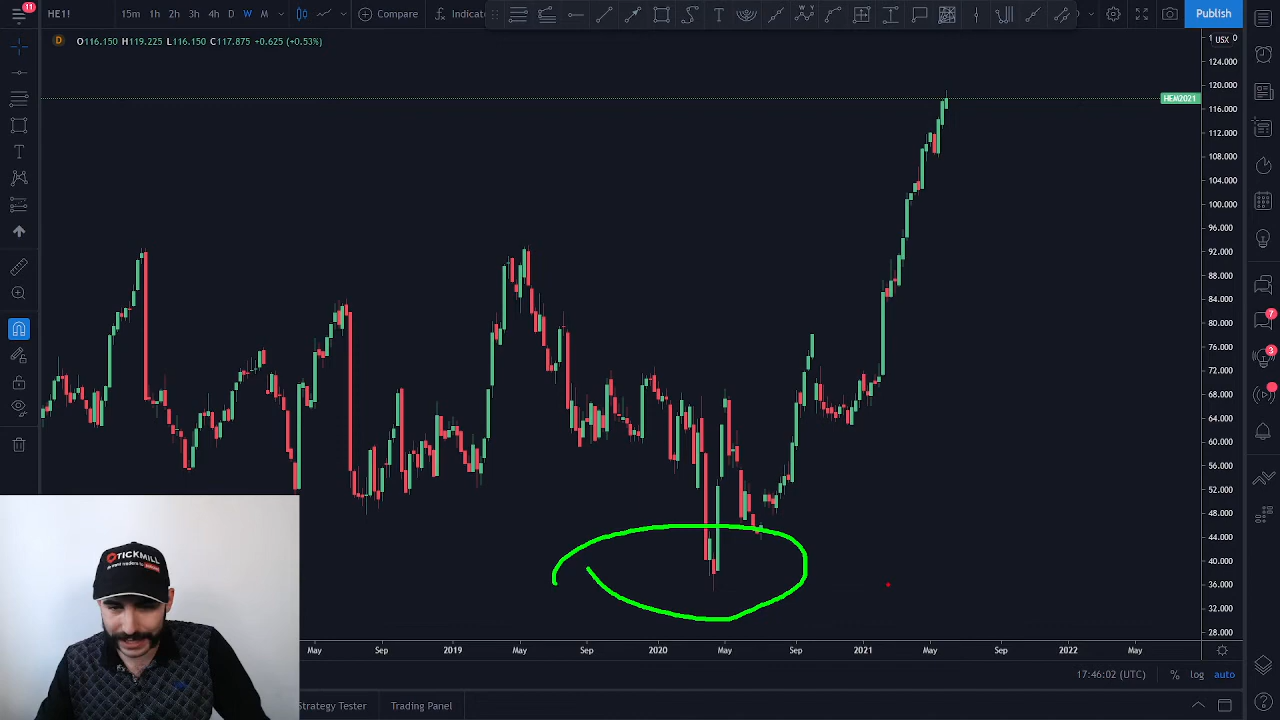 11
HE1!
15m 1h 2h 3h 4h D W M
Compare
Indicat
Publish
D O116.150 H119.225 L116.150 C117.875 +0.625 (+0.53%)
USX
124.000
120.000
HEM2021
116.000
112.000
108.000
104.000
100.000
96.000
92.000
88.000
84.000
80.000
76.000
72.000
68.000
64.000
60.000
56.000
52.000
48.000
44.000
40.000
36.000
32.000
28.000
7
3
TICKMILL
May Sep 2019 May Sep 2020 May Sep 2021 May Sep 2022 May
17:46:02 (UTC) % log auto
Strategy Tester Trading Panel